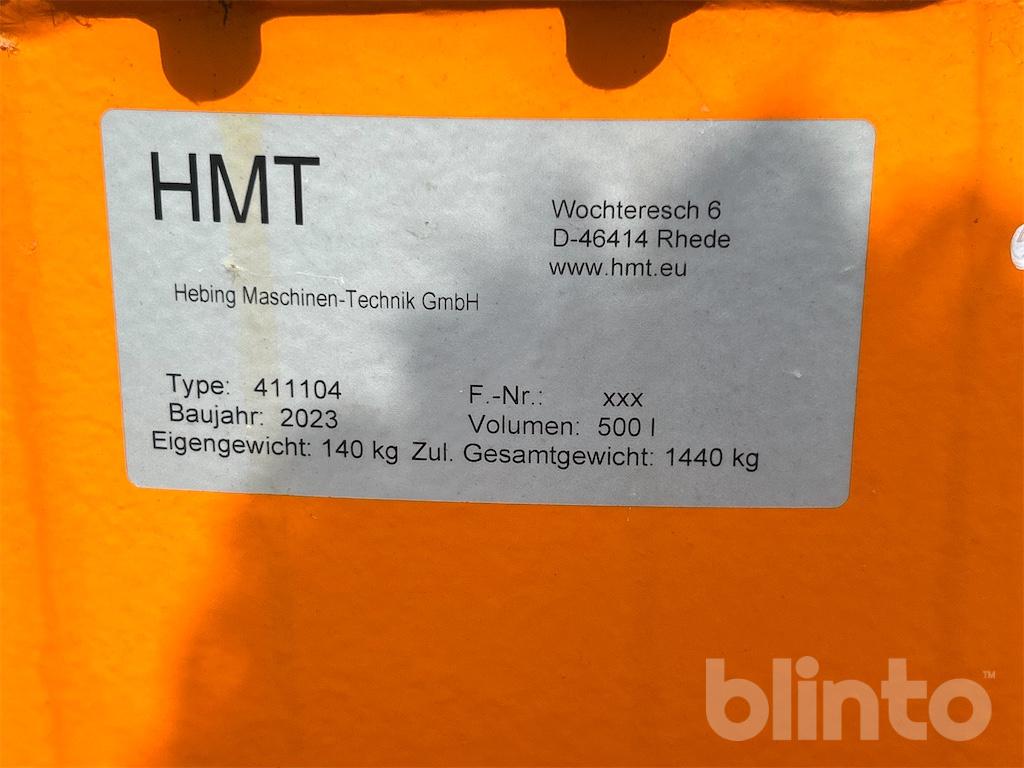 HMT
Wochteresch 6
D-46414 Rhede
www.hmt.eu
Hebing Maschinen-Technik GmbH
Type: 411104 F.-Nr.: xxx
Baujahr: 2023 Volumen: 500 l
Eigengewicht: 140 kg Zul. Gesamtgewicht: 1440 kg
blinto™